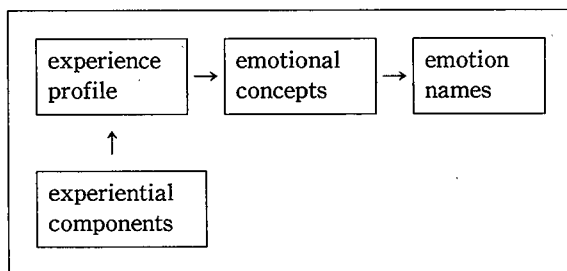 experience
profile
→
emotional
concepts
→
emotion
names
↑
experiential
components